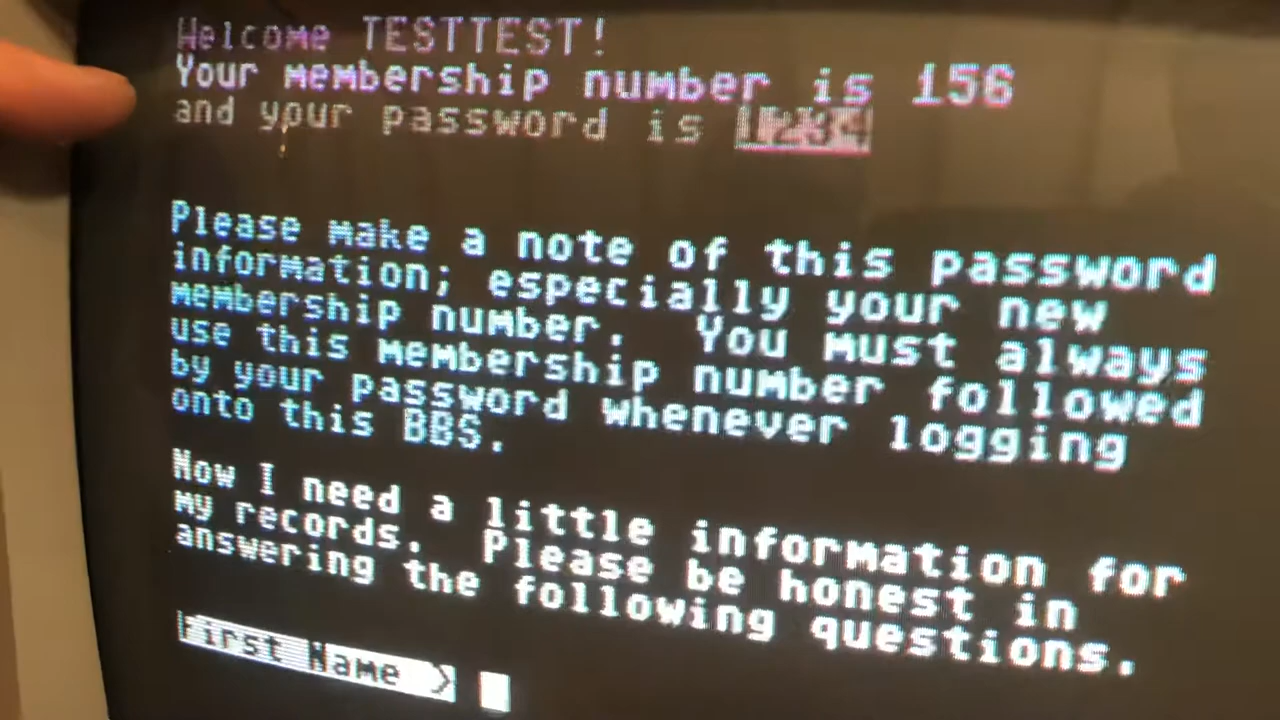 Welcome TESTTEST!
Your membership number is 156
and your password is 1234
Please make a note of this password
information; especially your new
membership number. You must always
use this membership number followed
by your password whenever logging
onto this BBS.
Now I need a little information for
my records. Please be honest in
answering the following questions.
First Name >